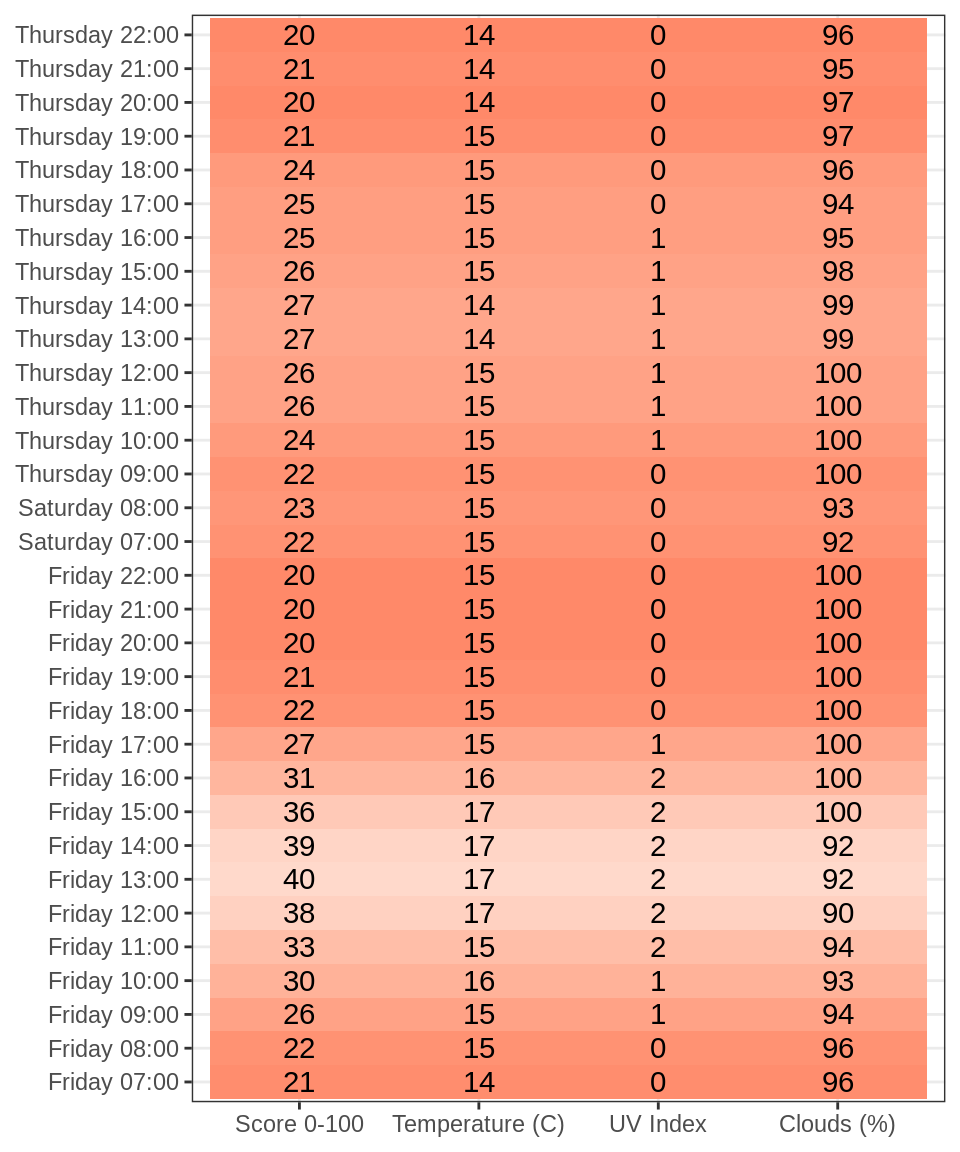 Thursday 22:00 20 14 0 96
Thursday 21:00 21 14 0 95
Thursday 20:00 20 14 0 97
Thursday 19:00 21 15 0 97
Thursday 18:00 24 15 0 96
Thursday 17:00 25 15 0 94
Thursday 16:00 25 15 1 95
Thursday 15:00 26 15 1 98
Thursday 14:00 27 14 1 99
Thursday 13:00 27 14 1 99
Thursday 12:00 26 15 1 100
Thursday 11:00 26 15 1 100
Thursday 10:00 24 15 1 100
Thursday 09:00 22 15 0 100
Saturday 08:00 23 15 0 93
Saturday 07:00 22 15 0 92
Friday 22:00 20 15 0 100
Friday 21:00 20 15 0 100
Friday 20:00 20 15 0 100
Friday 19:00 21 15 0 100
Friday 18:00 22 15 0 100
Friday 17:00 27 15 1 100
Friday 16:00 31 16 2 100
Friday 15:00 36 17 2 100
Friday 14:00 39 17 2 92
Friday 13:00 40 17 2 92
Friday 12:00 38 17 2 90
Friday 11:00 33 15 2 94
Friday 10:00 30 16 1 93
Friday 09:00 26 15 1 94
Friday 08:00 22 15 0 96
Friday 07:00 21 14 0 96
Score 0-100 Temperature (C) UV Index Clouds (%)